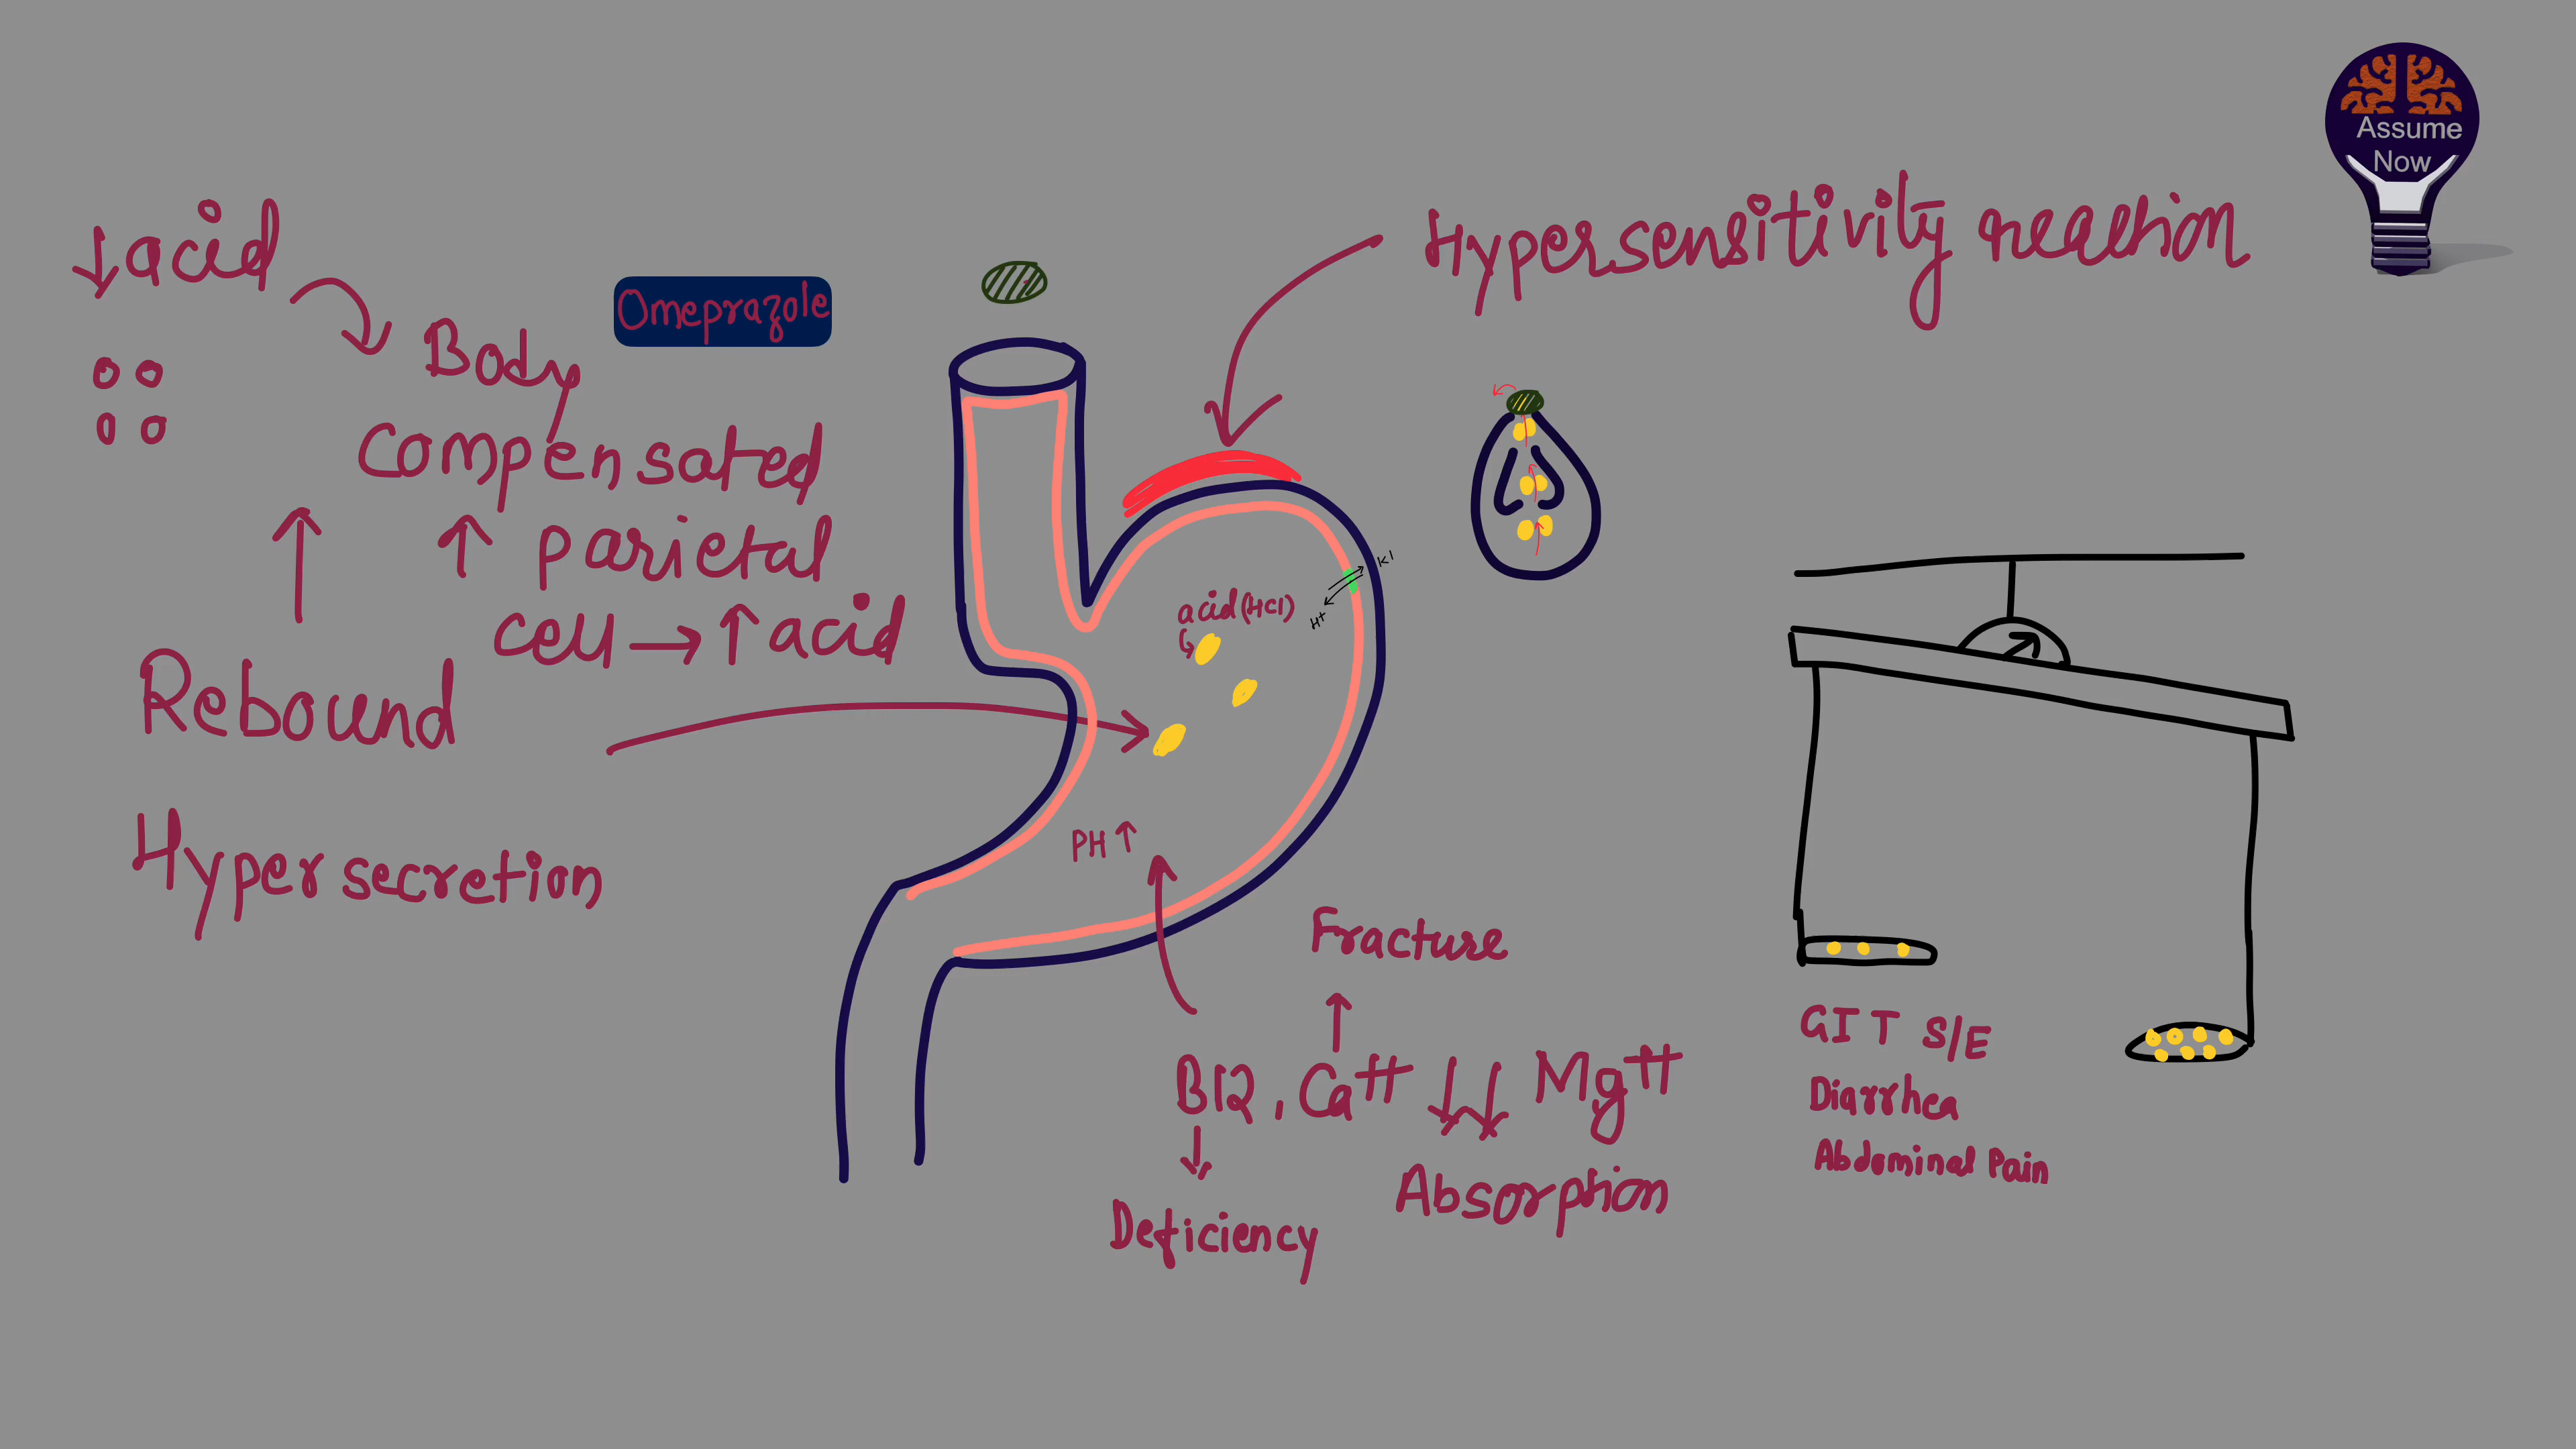 Assume
Now
↓ acid
Body
Compensated
↑ parietal
cell → ↑ acid
Rebound
Hypersecretion
Omeprazole
Hypersensitivity reaction
acid (HCl)
H+
PH ↑
Fracture
B12, Ca++ ↓↓ Mg++
Absorption
Deficiency
GIT S/E
Diarrhea
Abdominal Pain